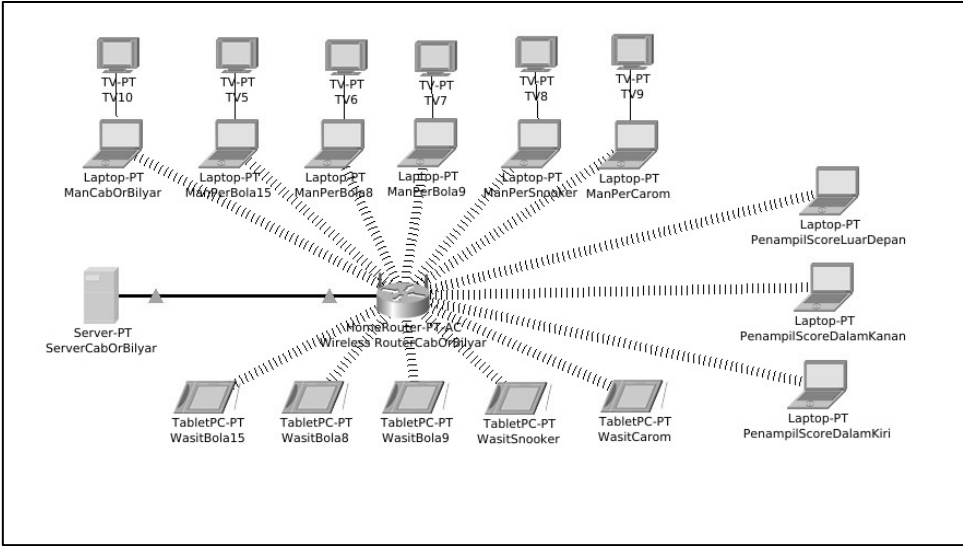 TV-PT
TV10
TV-PT
TV5
TV-PT
TV6
TV-PT
TV7
TV-PT
TV8
TV-PT
TV9
Laptop-PT
ManCabOrBilyar
Laptop-PT
ManPerBola15
Laptop-PT
ManPerBola8
Laptop-PT
ManPerBola9
Laptop-PT
ManPerSnooker
Laptop-PT
ManPerCarom
Laptop-PT
PenampilScoreLuarDepan
Server-PT
ServerCabOrBilyar
HomeRouter-PT-AC
Wireless RouterCabOrBilyar
Laptop-PT
PenampilScoreDalamKanan
TabletPC-PT
WasitBola15
TabletPC-PT
WasitBola8
TabletPC-PT
WasitBola9
TabletPC-PT
WasitSnooker
TabletPC-PT
WasitCarom
Laptop-PT
PenampilScoreDalamKiri